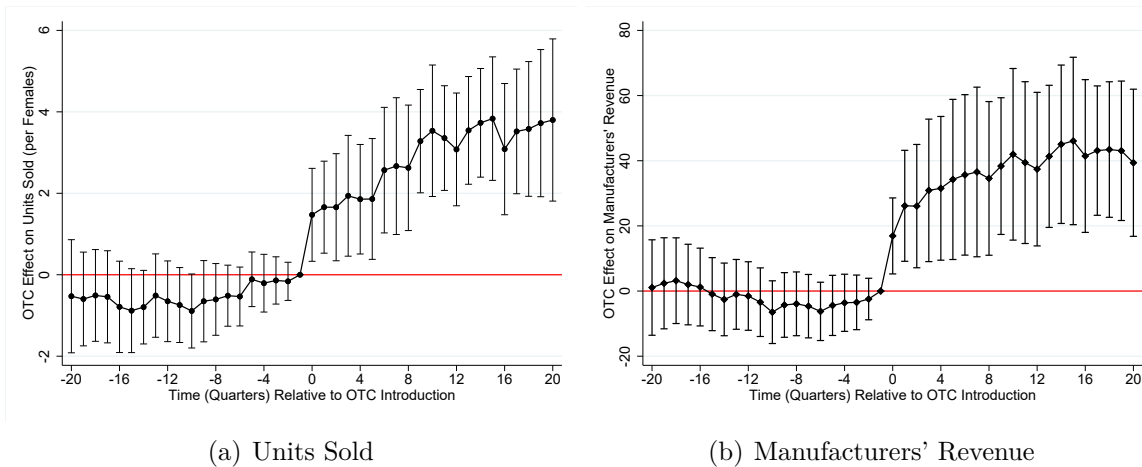 6
4
2
0
-2
OTC Effect on Units Sold (per Females)
-20 -16 -12 -8 -4 0 4 8 12 16 20
Time (Quarters) Relative to OTC Introduction
(a) Units Sold
80
60
40
20
0
-20
OTC Effect on Manufacturers' Revenue
-20 -16 -12 -8 -4 0 4 8 12 16 20
Time (Quarters) Relative to OTC Introduction
(b) Manufacturers' Revenue